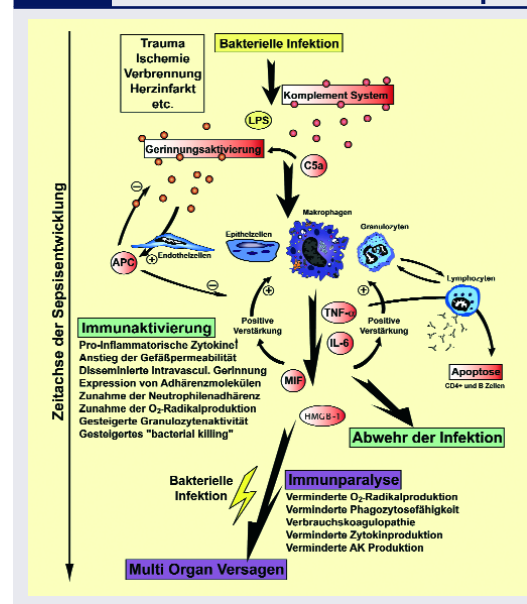 Trauma
Ischemie
Verbrennung
Herzinfarkt
etc.
Bakterielle Infektion
Komplement System
LPS
Gerinnungsaktivierung
C5a
Makrophagen
Granulozyten
Epithelzellen
Endothelzellen
APC
Lymphozyten
Zeitachse der Sepsisentwicklung
Immunaktivierung
Pro-Inflammatorische Zytokine↑
Anstieg der Gefäßpermeabilität
Disseminierte Intravascul. Gerinnung
Expression von Adhärenzmolekülen
Zunahme der Neutrophilenadhärenz
Zunahme der O₂-Radikalproduktion
Gesteigerte Granulozytenaktivität
Gesteigertes "bacterial killing"
Positive
Verstärkung
TNF-α
IL-6
Positive
Verstärkung
MIF
HMGB-1
Apoptose
CD4+ und B Zellen
Abwehr der Infektion
Bakterielle
Infektion
Immunparalyse
Verminderte O₂-Radikalproduktion
Verminderte Phagozytosefähigkeit
Verbrauchskoagulopathie
Verminderte Zytokinproduktion
Verminderte AK Produktion
Multi Organ Versagen